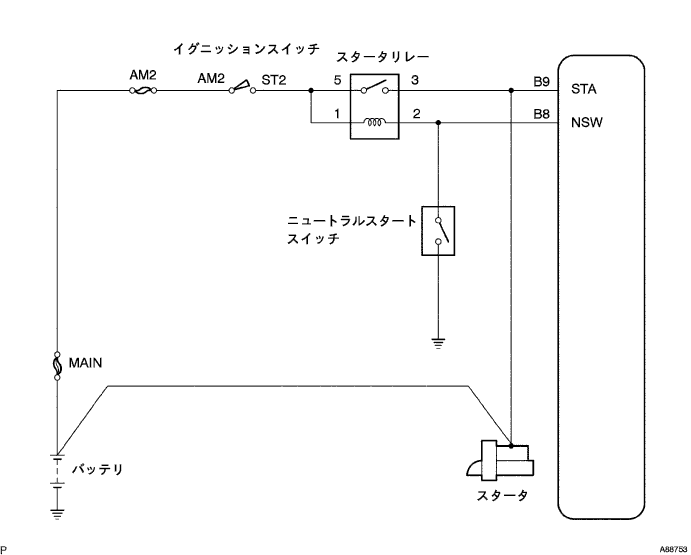 イグニッションスイッチ
スタータリレー
AM2
AM2
ST2
5
3
B9
STA
1
2
B8
NSW
ニュートラルスタート
スイッチ
MAIN
バッテリ
スタータ
P
A88753